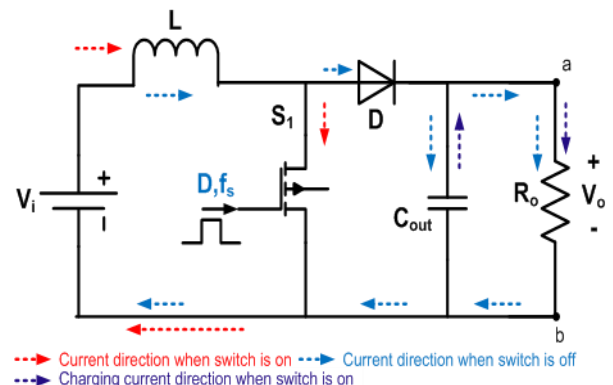 L
a
S1
D
Vi
+
I
D,fs
Cout
Ro
+
Vo
-
b
Current direction when switch is on Current direction when switch is off
Charging current direction when switch is on